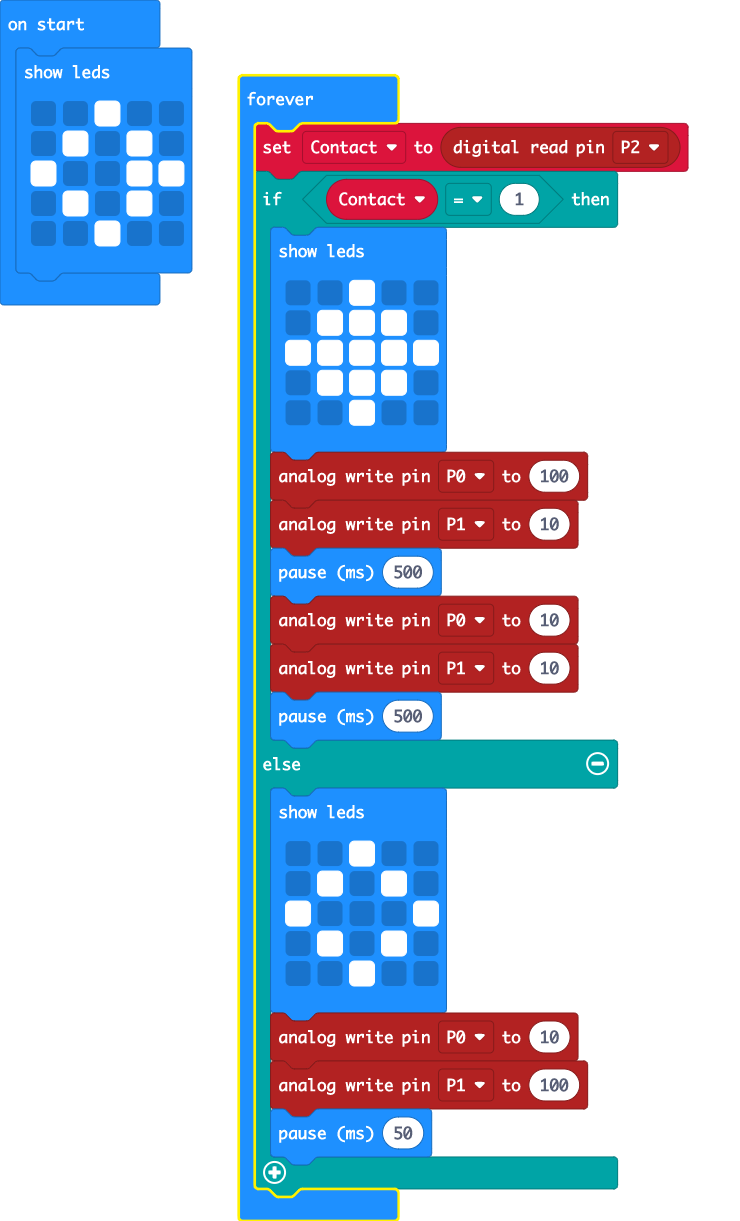 on start
show leds
forever
set Contact to digital read pin P2
if Contact = 1 then
show leds
analog write pin P0 to 100
analog write pin P1 to 10
pause (ms) 500
analog write pin P0 to 10
analog write pin P1 to 10
pause (ms) 500
else
show leds
analog write pin P0 to 10
analog write pin P1 to 100
pause (ms) 50